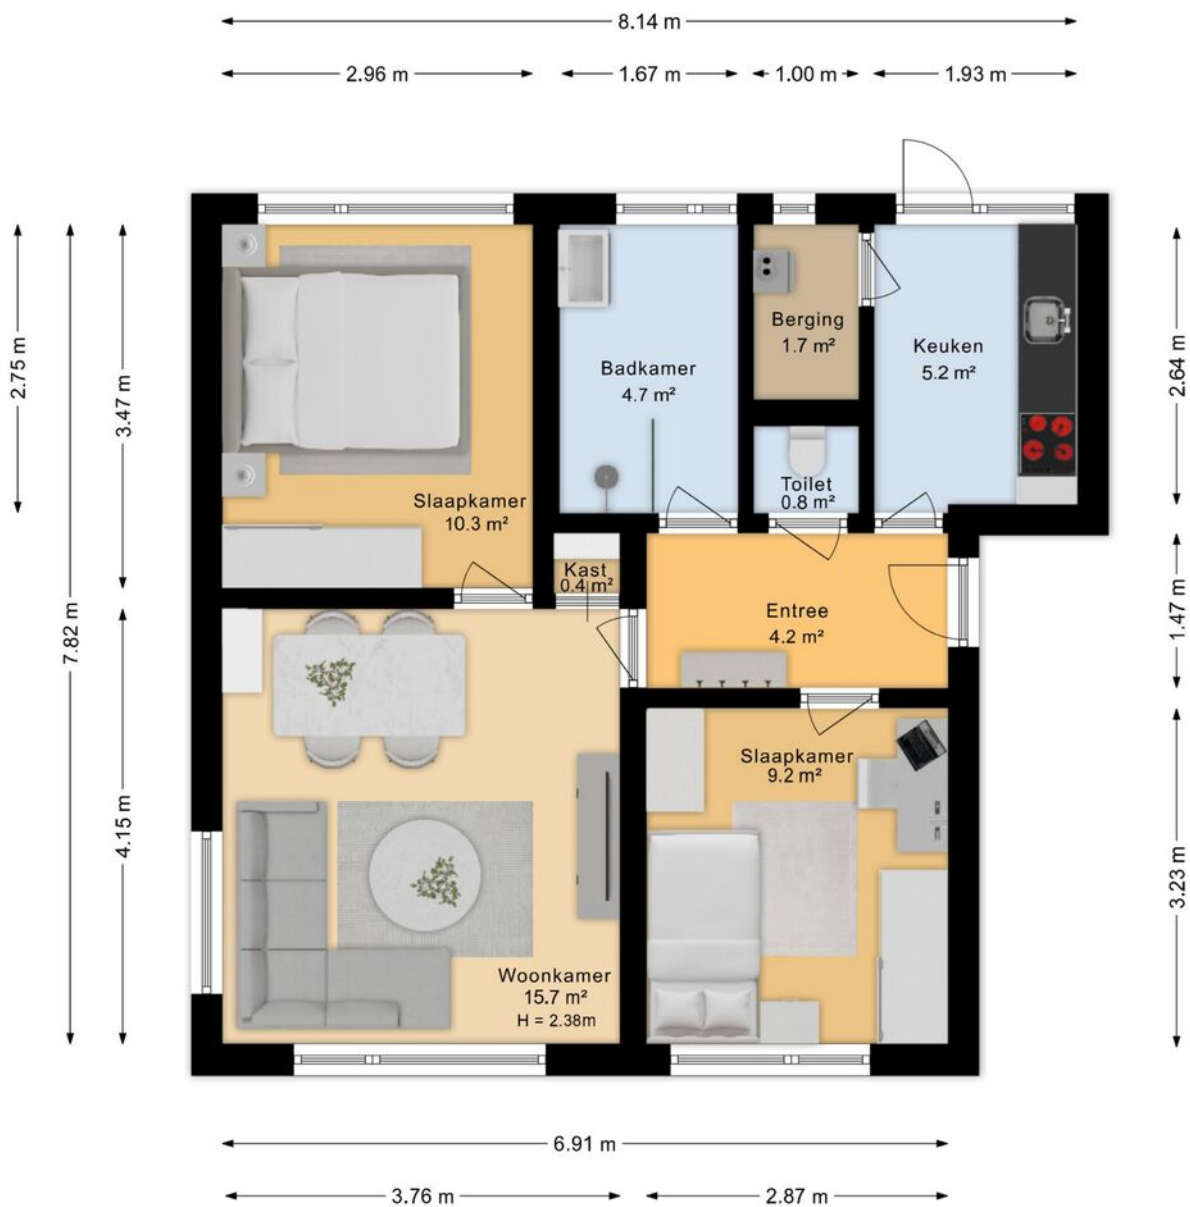 8.14 m
2.96 m
1.67 m
1.00 m
1.93 m
2.75 m
7.82 m
3.47 m
4.15 m
2.64 m
1.47 m
3.23 m
Berging
1.7 m²
Keuken
5.2 m²
Badkamer
4.7 m²
Slaapkamer
10.3 m²
Toilet
0.8 m²
Kast
0.4 m²
Entree
4.2 m²
Slaapkamer
9.2 m²
Woonkamer
15.7 m²
H = 2.38m
6.91 m
3.76 m
2.87 m